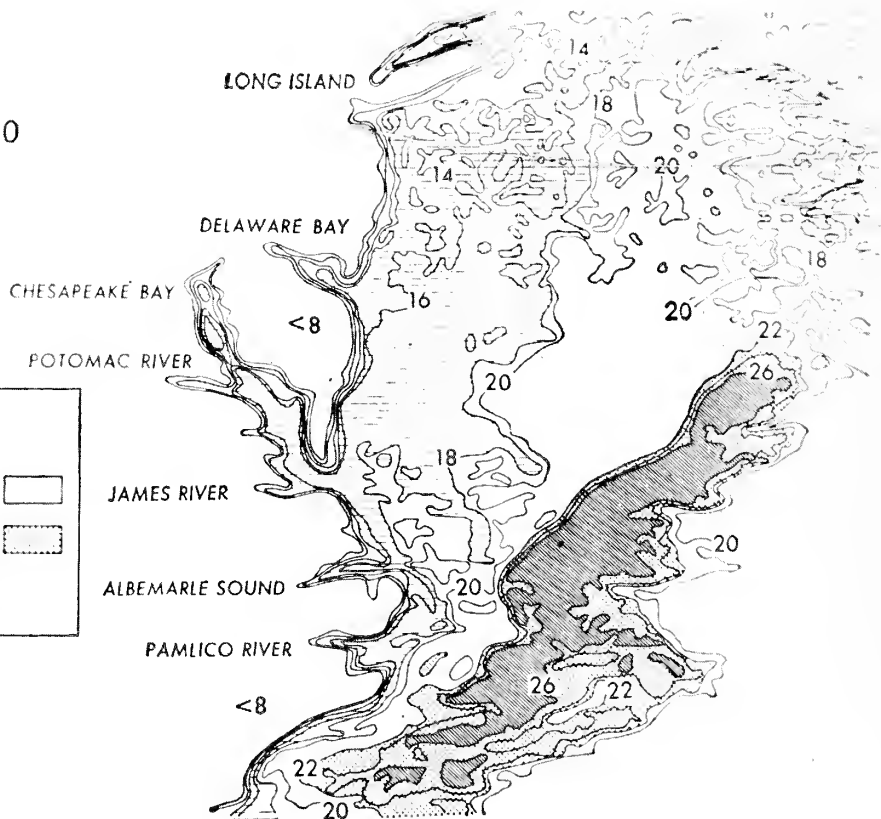 14
LONG ISLAND
18
0
14
20
DELAWARE BAY
18
CHESAPEAKE BAY
16
<8
20
22
POTOMAC RIVER
26
20
18
JAMES RIVER
20
ALBEMARLE SOUND
20
PAMLICO RIVER
26
22
<8
22
20